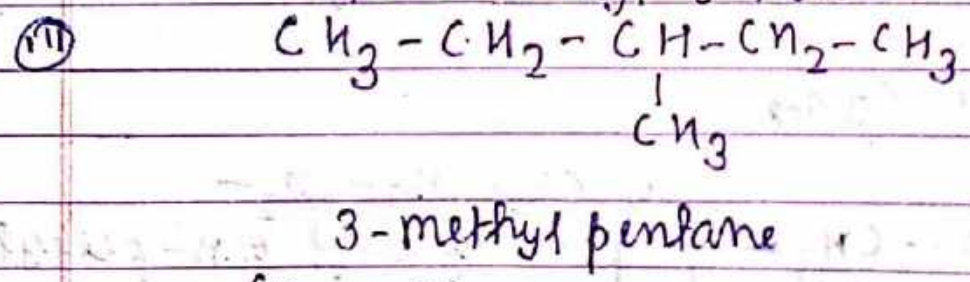 (iii) CH3-CH2-CH-CH2-CH3
|
CH3
3-methyl pentane